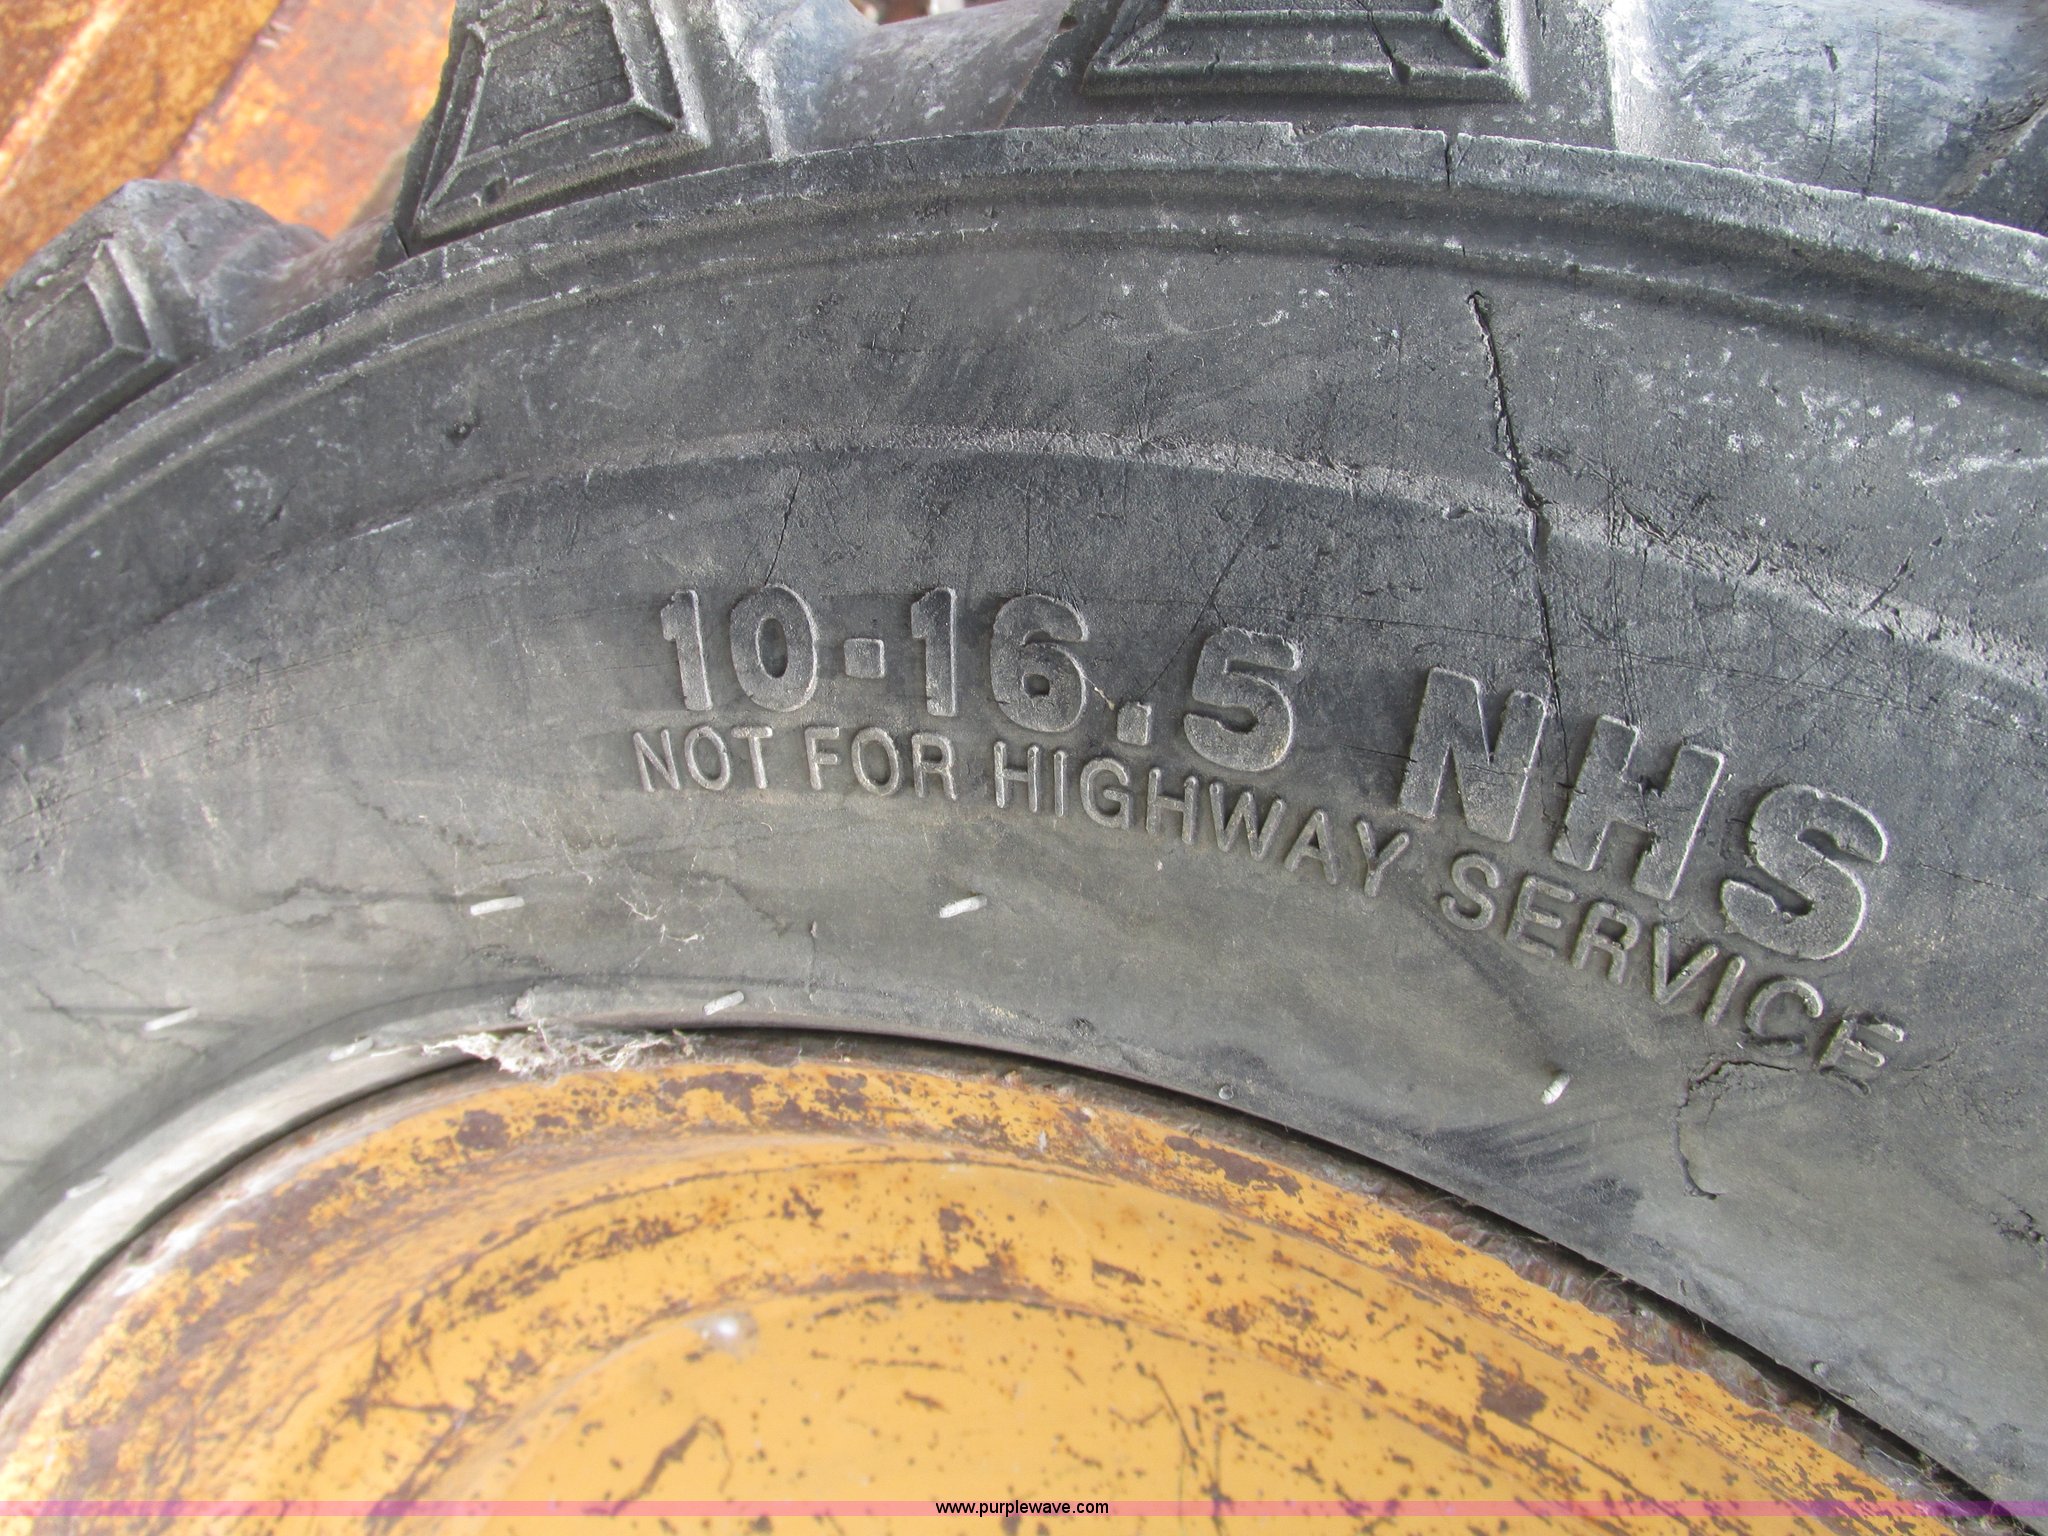 10-16.5 NHS
NOT FOR HIGHWAY SERVICE
www.purplewave.com